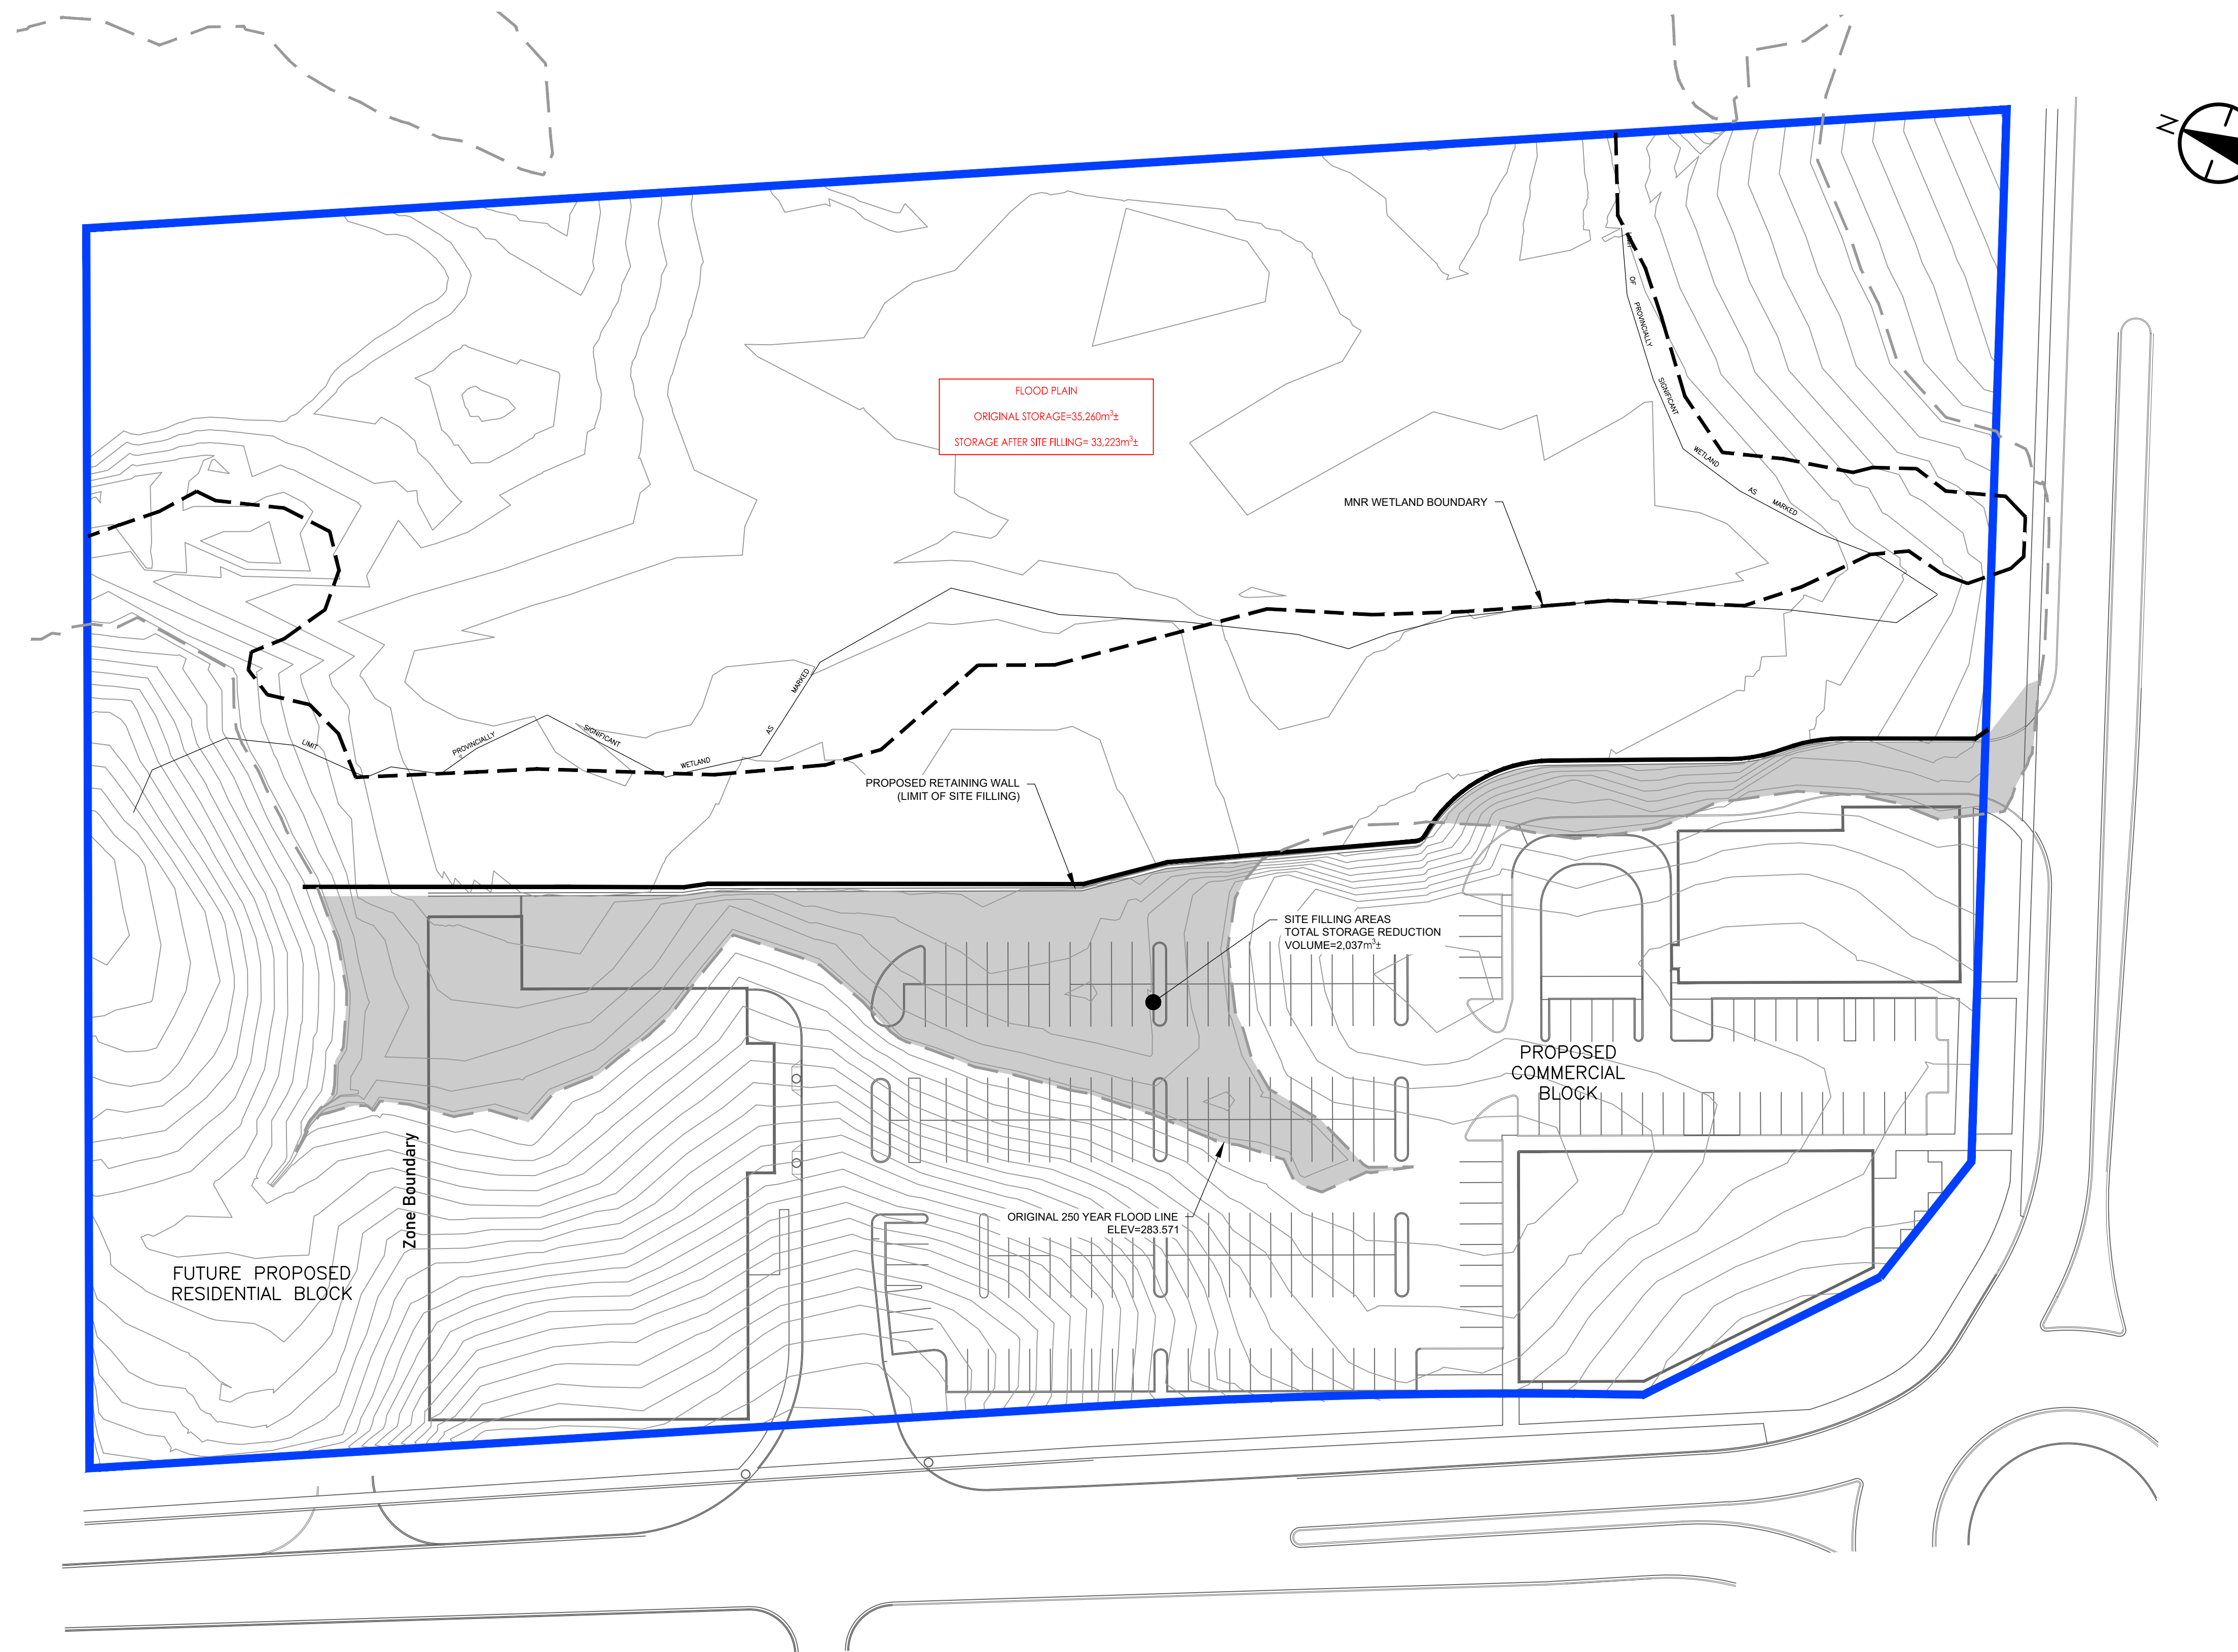 N
FLOOD PLAIN
ORIGINAL STORAGE=35,260m³±
STORAGE AFTER SITE FILLING= 33,223m³±
LIMIT OF PROVINCIALLY SIGNIFICANT WETLAND AS MARKED
MNR WETLAND BOUNDARY
LIMIT PROVINCIALLY SIGNIFICANT WETLAND AS MARKED
PROPOSED RETAINING WALL
(LIMIT OF SITE FILLING)
SITE FILLING AREAS
TOTAL STORAGE REDUCTION
VOLUME=2,037m³±
PROPOSED
COMMERCIAL
BLOCK
Zone Boundary
ORIGINAL 250 YEAR FLOOD LINE
ELEV=283.571
FUTURE PROPOSED
RESIDENTIAL BLOCK